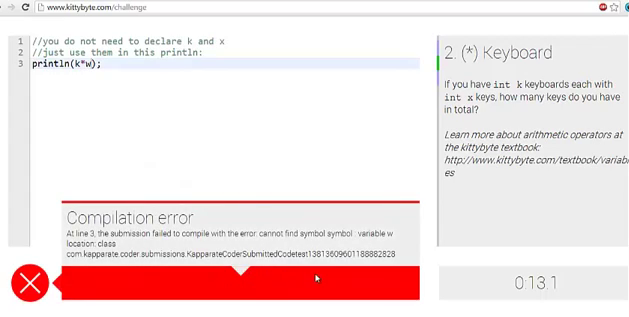 www.kittybyte.com/challenge
1 //you do not need to declare k and x
2 //just use them in this println:
3 println(k*w);
2. (*) Keyboard
If you have int k keyboards each with
int x keys, how many keys do you have
in total?
Learn more about arithmetic operators at
the kittybyte textbook:
http://www.kittybyte.com/textbook/variabl
es
Compilation error
At line 3, the submission failed to compile with the error: cannot find symbol symbol : variable w
location: class
com.kapparate.coder.submissions.KapparateCoderSubmittedCodetest13813609601188882828
0:13.1